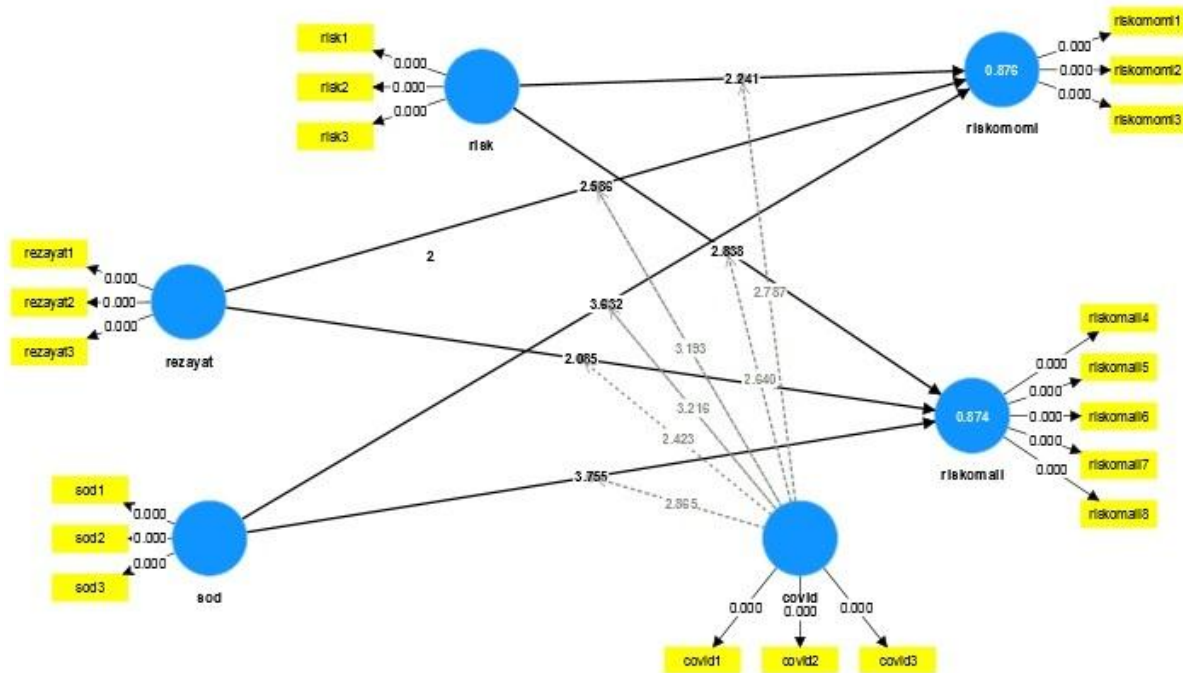 risk1
risk2
risk3
0.000
0.000
0.000
risk
2.241
0.876
riskomomi
riskomomi1
riskomomi2
riskomomi3
0.000
0.000
0.000
2.586
2
2.838
2.787
rezayat1
rezayat2
rezayat3
0.000
0.000
0.000
rezayat
3.632
2.085
3.193
2.640
3.216
2.423
0.874
riskomali
riskomali4
riskomali5
riskomali6
riskomali7
riskomali8
0.000
0.000
0.000
0.000
0.000
3.755
2.865
sod1
sod2
sod3
0.000
0.000
0.000
sod
covid
0.000
0.000
0.000
covid1
covid2
covid3